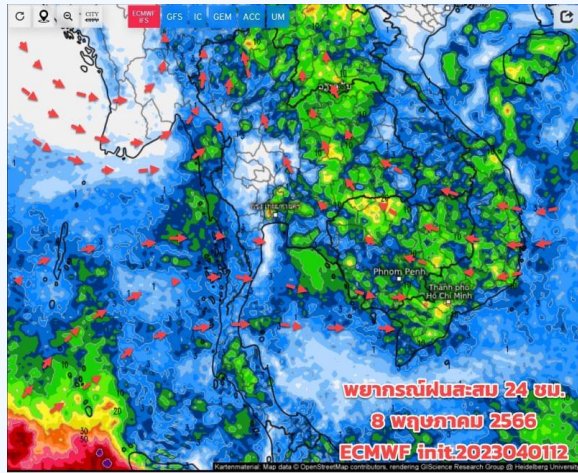 CITY
ECMWF
IFS
GFS
IC
GEM
ACC
UM
Phnom Penh
Thành phố
Hồ Chí Minh
พยากรณ์ฝนสะสม 24 ชม.
8 พฤษภาคม 2566
ECMWF init.2023040112
Kartenmaterial: Map data © OpenStreetMap contributors, rendering GIScience Research Group @ Heidelberg Univers